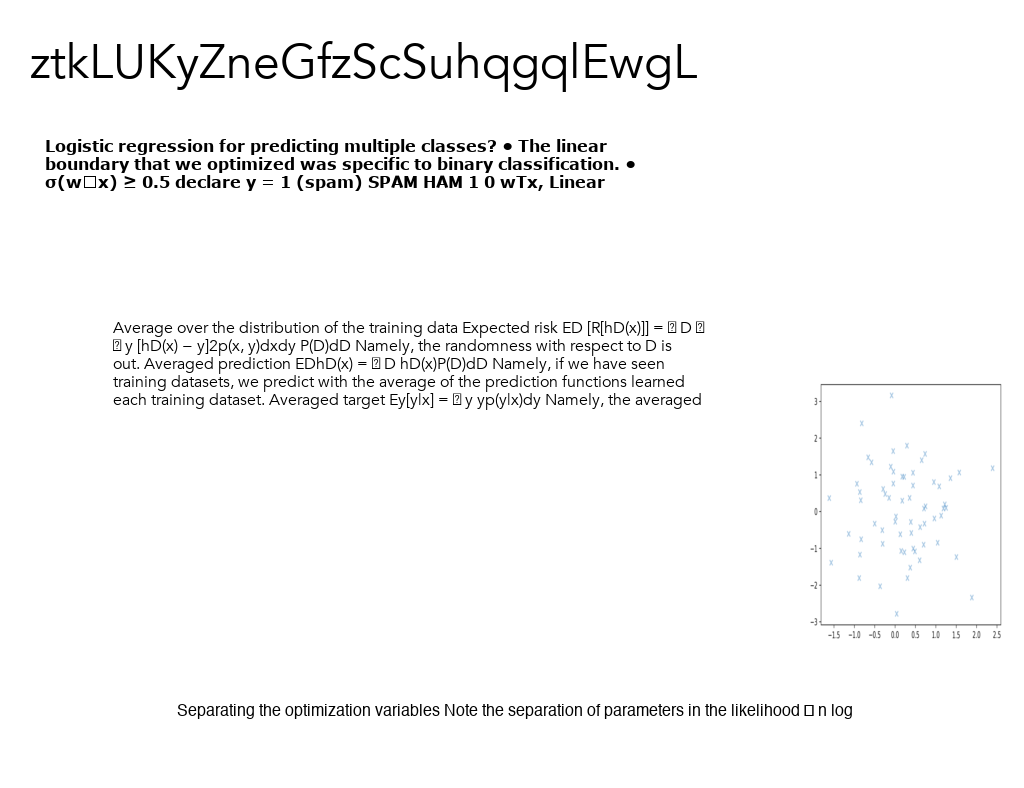 ztkLUKyZneGfzScSuhqgqlEwgL
Logistic regression for predicting multiple classes? ● The linear
boundary that we optimized was specific to binary classification. ●
σ(w□x) ≥ 0.5 declare y = 1 (spam) SPAM HAM 1 0 wTx, Linear
Average over the distribution of the training data Expected risk ED [R[hD(x)]] = □ D □
□ y [hD(x) − y]2p(x, y)dxdy P(D)dD Namely, the randomness with respect to D is
out. Averaged prediction EDhD(x) = □ D hD(x)P(D)dD Namely, if we have seen
training datasets, we predict with the average of the prediction functions learned
each training dataset. Averaged target Ey[y|x] = □ y yp(y|x)dy Namely, the averaged
3
2
1
0
−1
−2
−3
−1.5 −1.0 −0.5 0.0 0.5 1.0 1.5 2.0 2.5
Separating the optimization variables Note the separation of parameters in the likelihood □ n log